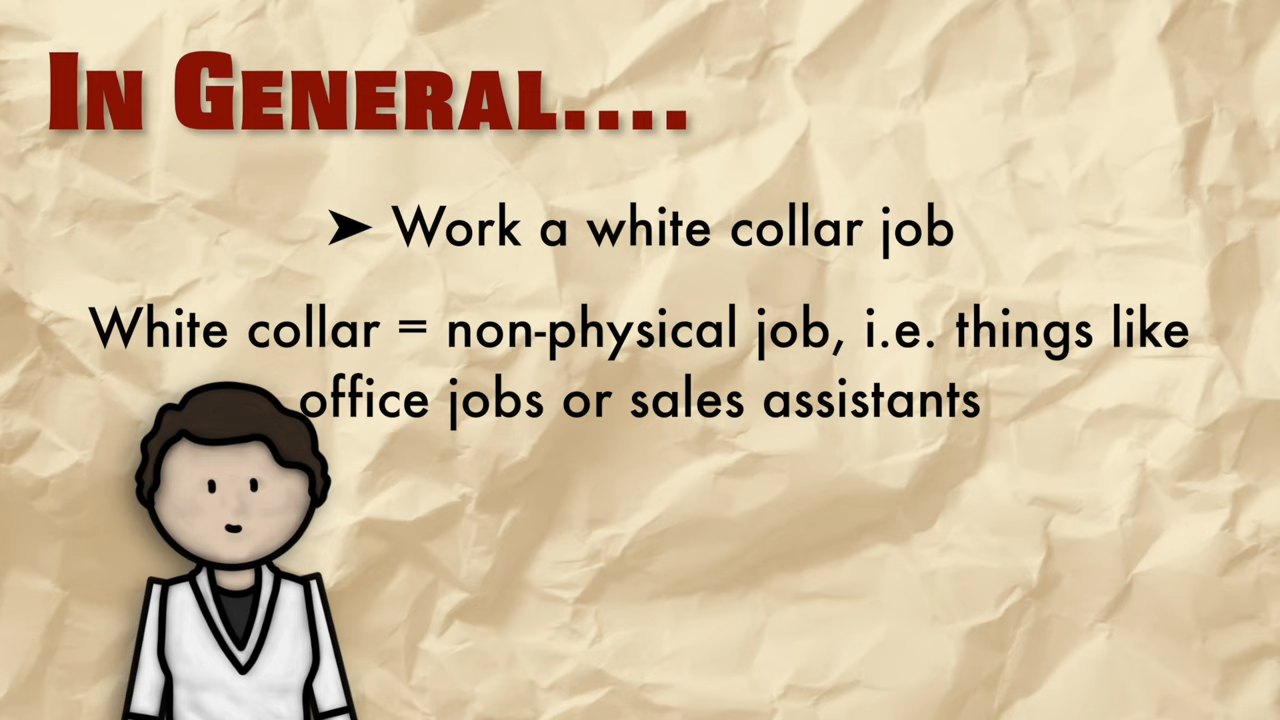 In General....
➤ Work a white collar job
White collar = non-physical job, i.e. things like
office jobs or sales assistants